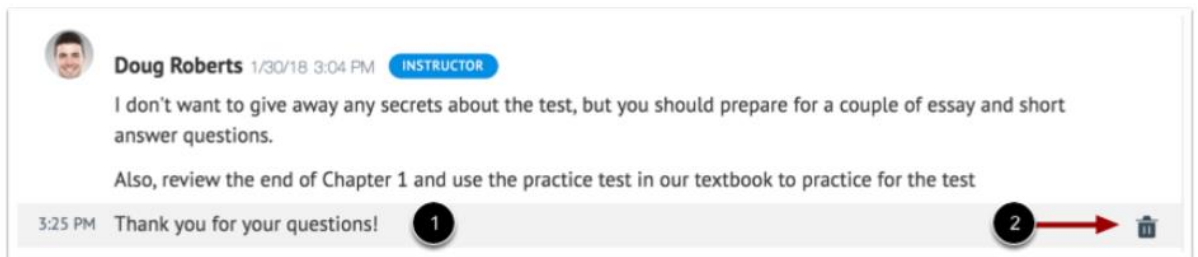 Doug Roberts 1/30/18 3:04 PM INSTRUCTOR
I don't want to give away any secrets about the test, but you should prepare for a couple of essay and short
answer questions.
Also, review the end of Chapter 1 and use the practice test in our textbook to practice for the test
3:25 PM Thank you for your questions! 1 2